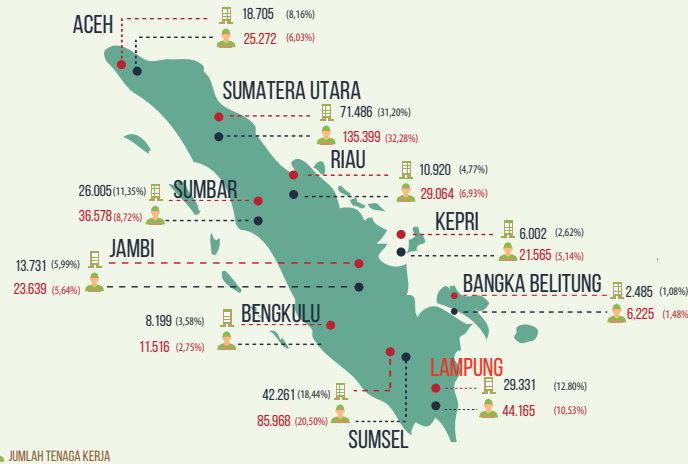 ACEH
18.705 (8,16%)
25.272 (6,03%)
SUMATERA UTARA
71.486 (31,20%)
135.399 (32,28%)
RIAU
10.920 (4,77%)
29.064 (6,93%)
SUMBAR
26.005 (11,35%)
36.578 (8,72%)
KEPRI
6.002 (2,62%)
21.565 (5,14%)
JAMBI
13.731 (5,99%)
23.639 (5,64%)
BANGKA BELITUNG
2.485 (1,08%)
6,225 (1,48%
BENGKULU
8.199 (3,58%)
11.516 (2,75%)
LAMPUNG
29.331 (12.80%)
44.165 (10,53%)
42.261 (18,44%)
85.968 (20,50%)
SUMSEL
JUMLAH TENAGA KERJA